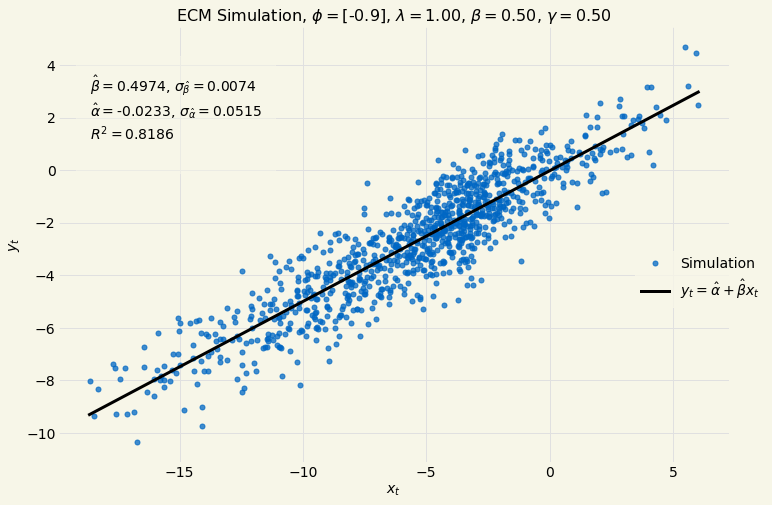 ECM Simulation, ϕ = [-0.9], λ = 1.00, β = 0.50, γ = 0.50
β̂ = 0.4974, σ_β̂ = 0.0074
α̂ = -0.0233, σ_α̂ = 0.0515
R² = 0.8186
4
2
0
−2
−4
−6
−8
−10
y_t
Simulation
y_t = α̂ + β̂x_t
−15 −10 −5 0 5
x_t